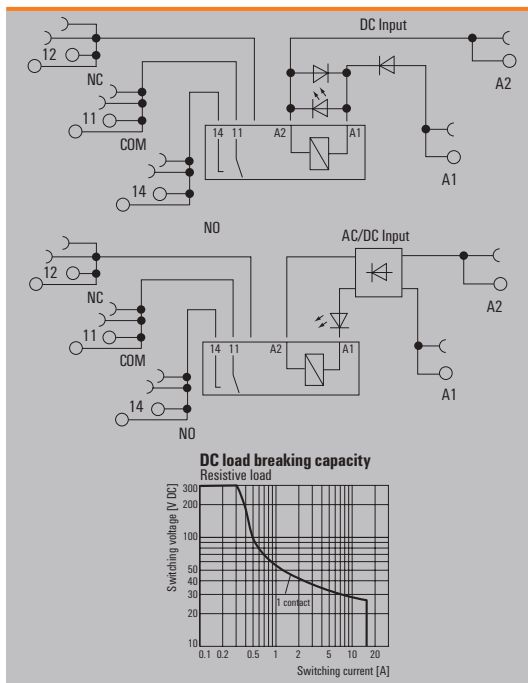 DC Input
12
NC
A2
11
COM
14 11 A2 A1
A1
14
NO
AC/DC Input
12
NC
A2
11
COM
14 11 A2 A1
A1
14
NO
DC load breaking capacity
Resistive load
Switching voltage [V DC]
300
200
100
50
40
30
20
10
1 contact
0.1 0.2 0.5 1 2 5 10 20
Switching current [A]